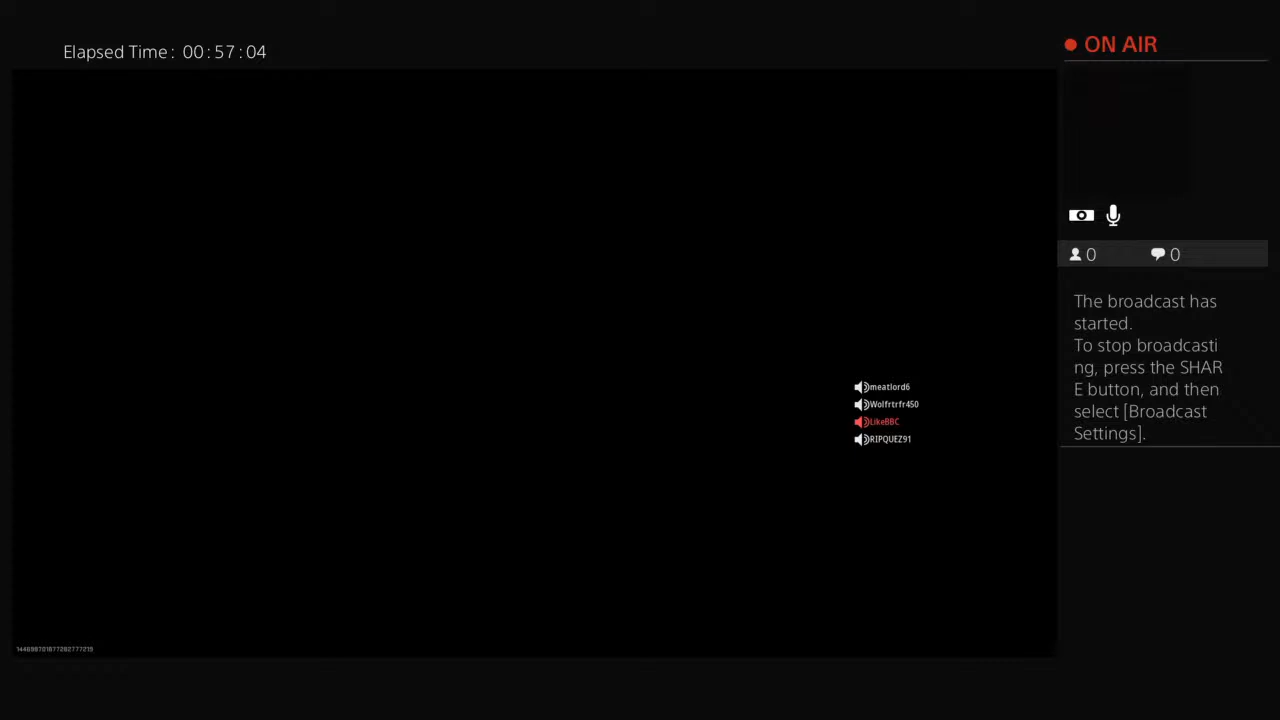 Elapsed Time: 00:57:04
ON AIR
0 0
The broadcast has
started.
To stop broadcasti
ng, press the SHAR
E button, and then
select [Broadcast
Settings].
meatlord6
Wolfrtrfr450
LikeBBC
RIPQUEZ91